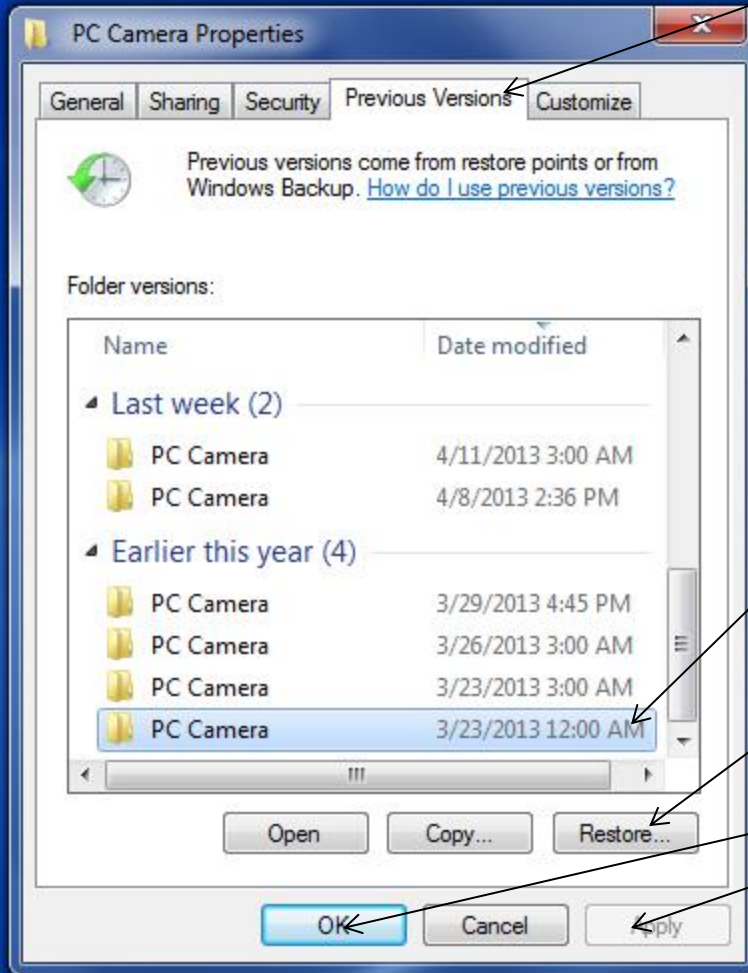 PC Camera Properties
General Sharing Security Previous Versions Customize
Previous versions come from restore points or from
Windows Backup. How do I use previous versions?
Folder versions:
Name Date modified
Last week (2)
PC Camera 4/11/2013 3:00 AM
PC Camera 4/8/2013 2:36 PM
Earlier this year (4)
PC Camera 3/29/2013 4:45 PM
PC Camera 3/26/2013 3:00 AM
PC Camera 3/23/2013 3:00 AM
PC Camera 3/23/2013 12:00 AM
Open Copy... Restore...
OK Cancel Apply